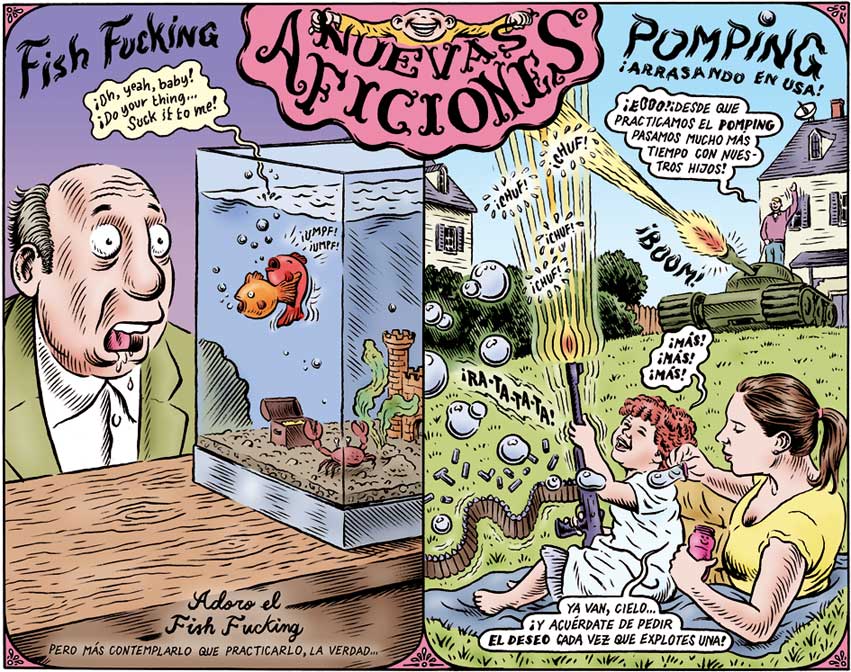 Fish Fucking
¡Oh, yeah, baby!
¡Do your thing...
Suck it to me!
¡UMPF!
¡UMPF!
Adoro el
Fish Fucking
PERO MÁS CONTEMPLARLO QUE PRACTICARLO, LA VERDAD...
NUEVAS
AFICIONES
POMPING
¡ARRASANDO EN USA!
¡EOOO! ¡DESDE QUE
PRACTICAMOS EL POMPING
PASAMOS MUCHO MÁS
TIEMPO CON NUES-
TROS HIJOS!
¡CHUF!
¡CHUF!
¡CHUF!
¡CHUF!
¡BOOM!
¡MÁS!
¡MÁS!
¡MÁS!
¡RA-TA-TA-TA!
TILÍN
YA VAN, CIELO...
¡Y ACUÉRDATE DE PEDIR
EL DESEO CADA VEZ QUE EXPLOTES UNA!